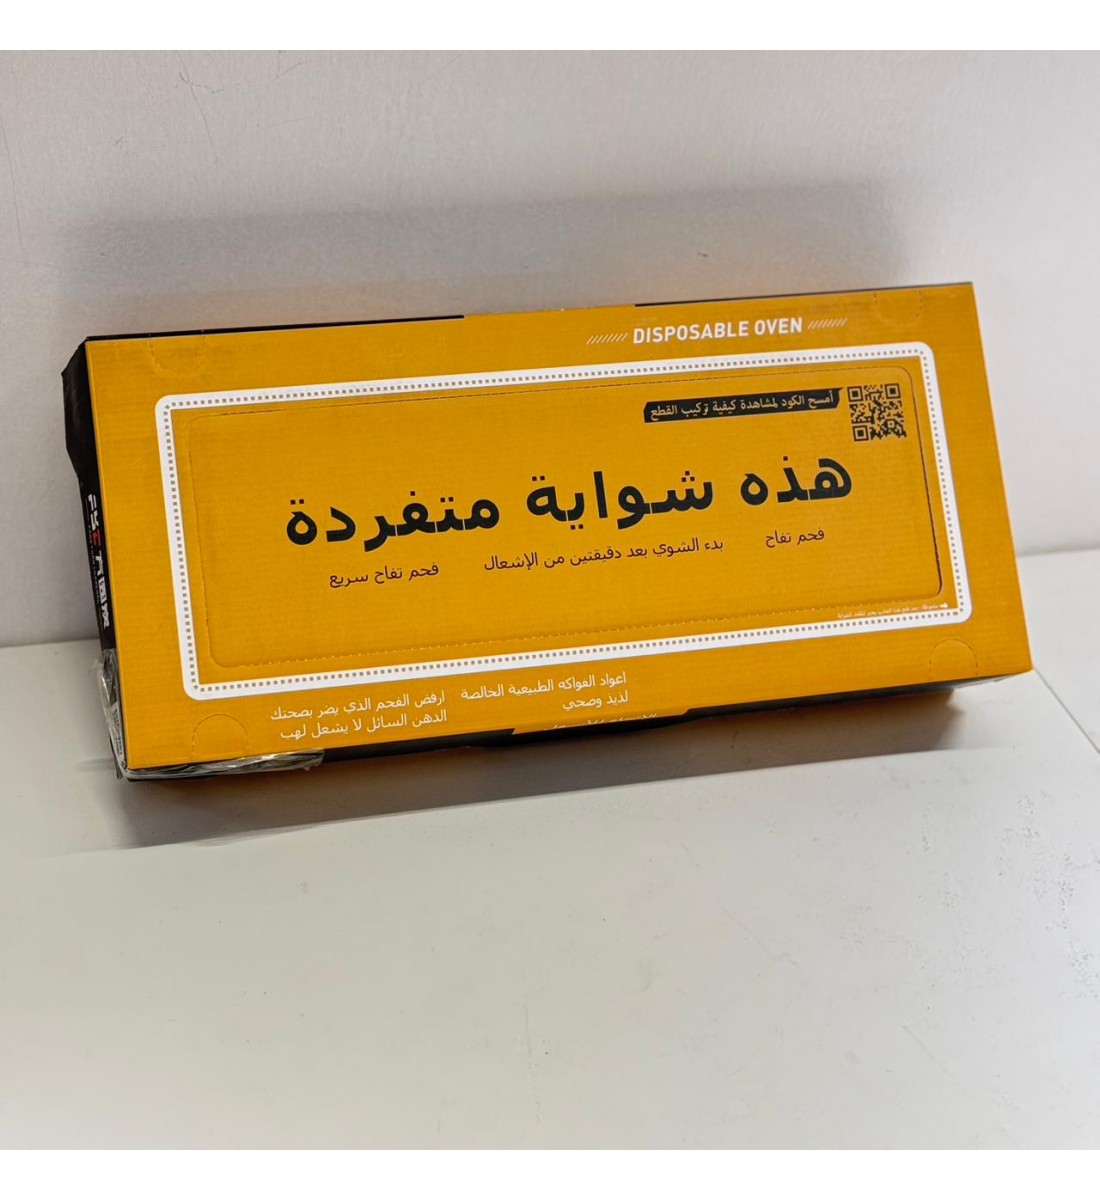 DISPOSABLE OVEN
أمسح الكود لمشاهدة كيفية تركيب القطع
هذه شواية متفردة
فحم تفاح
بدء الشوي بعد دقيقتين من الإشعال
فحم تفاح سريع
اعواد الفواكه الطبيعية الخالصة
لذيذ وصحي
ارفض الفحم الذي يضر بصحتك
الدهن السائل لا يشعل لهب